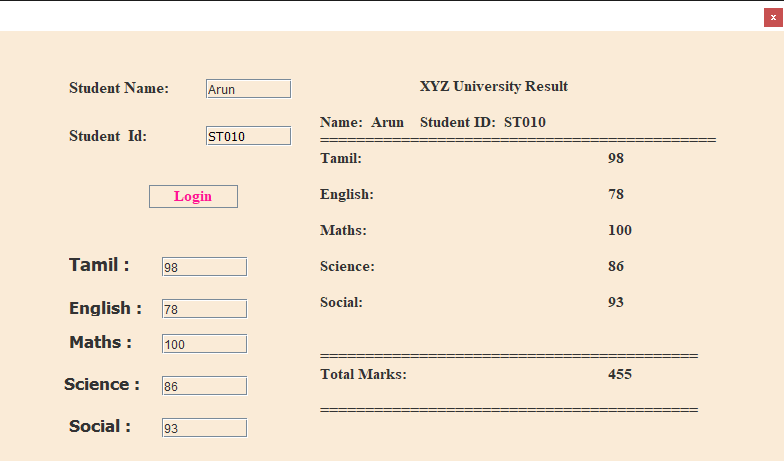 x
Student Name: Arun
Student Id: ST010
Login
Tamil : 98
English : 78
Maths : 100
Science : 86
Social : 93
XYZ University Result
Name: Arun Student ID: ST010
============================================
Tamil: 98
English: 78
Maths: 100
Science: 86
Social: 93
==========================================
Total Marks: 455
==========================================